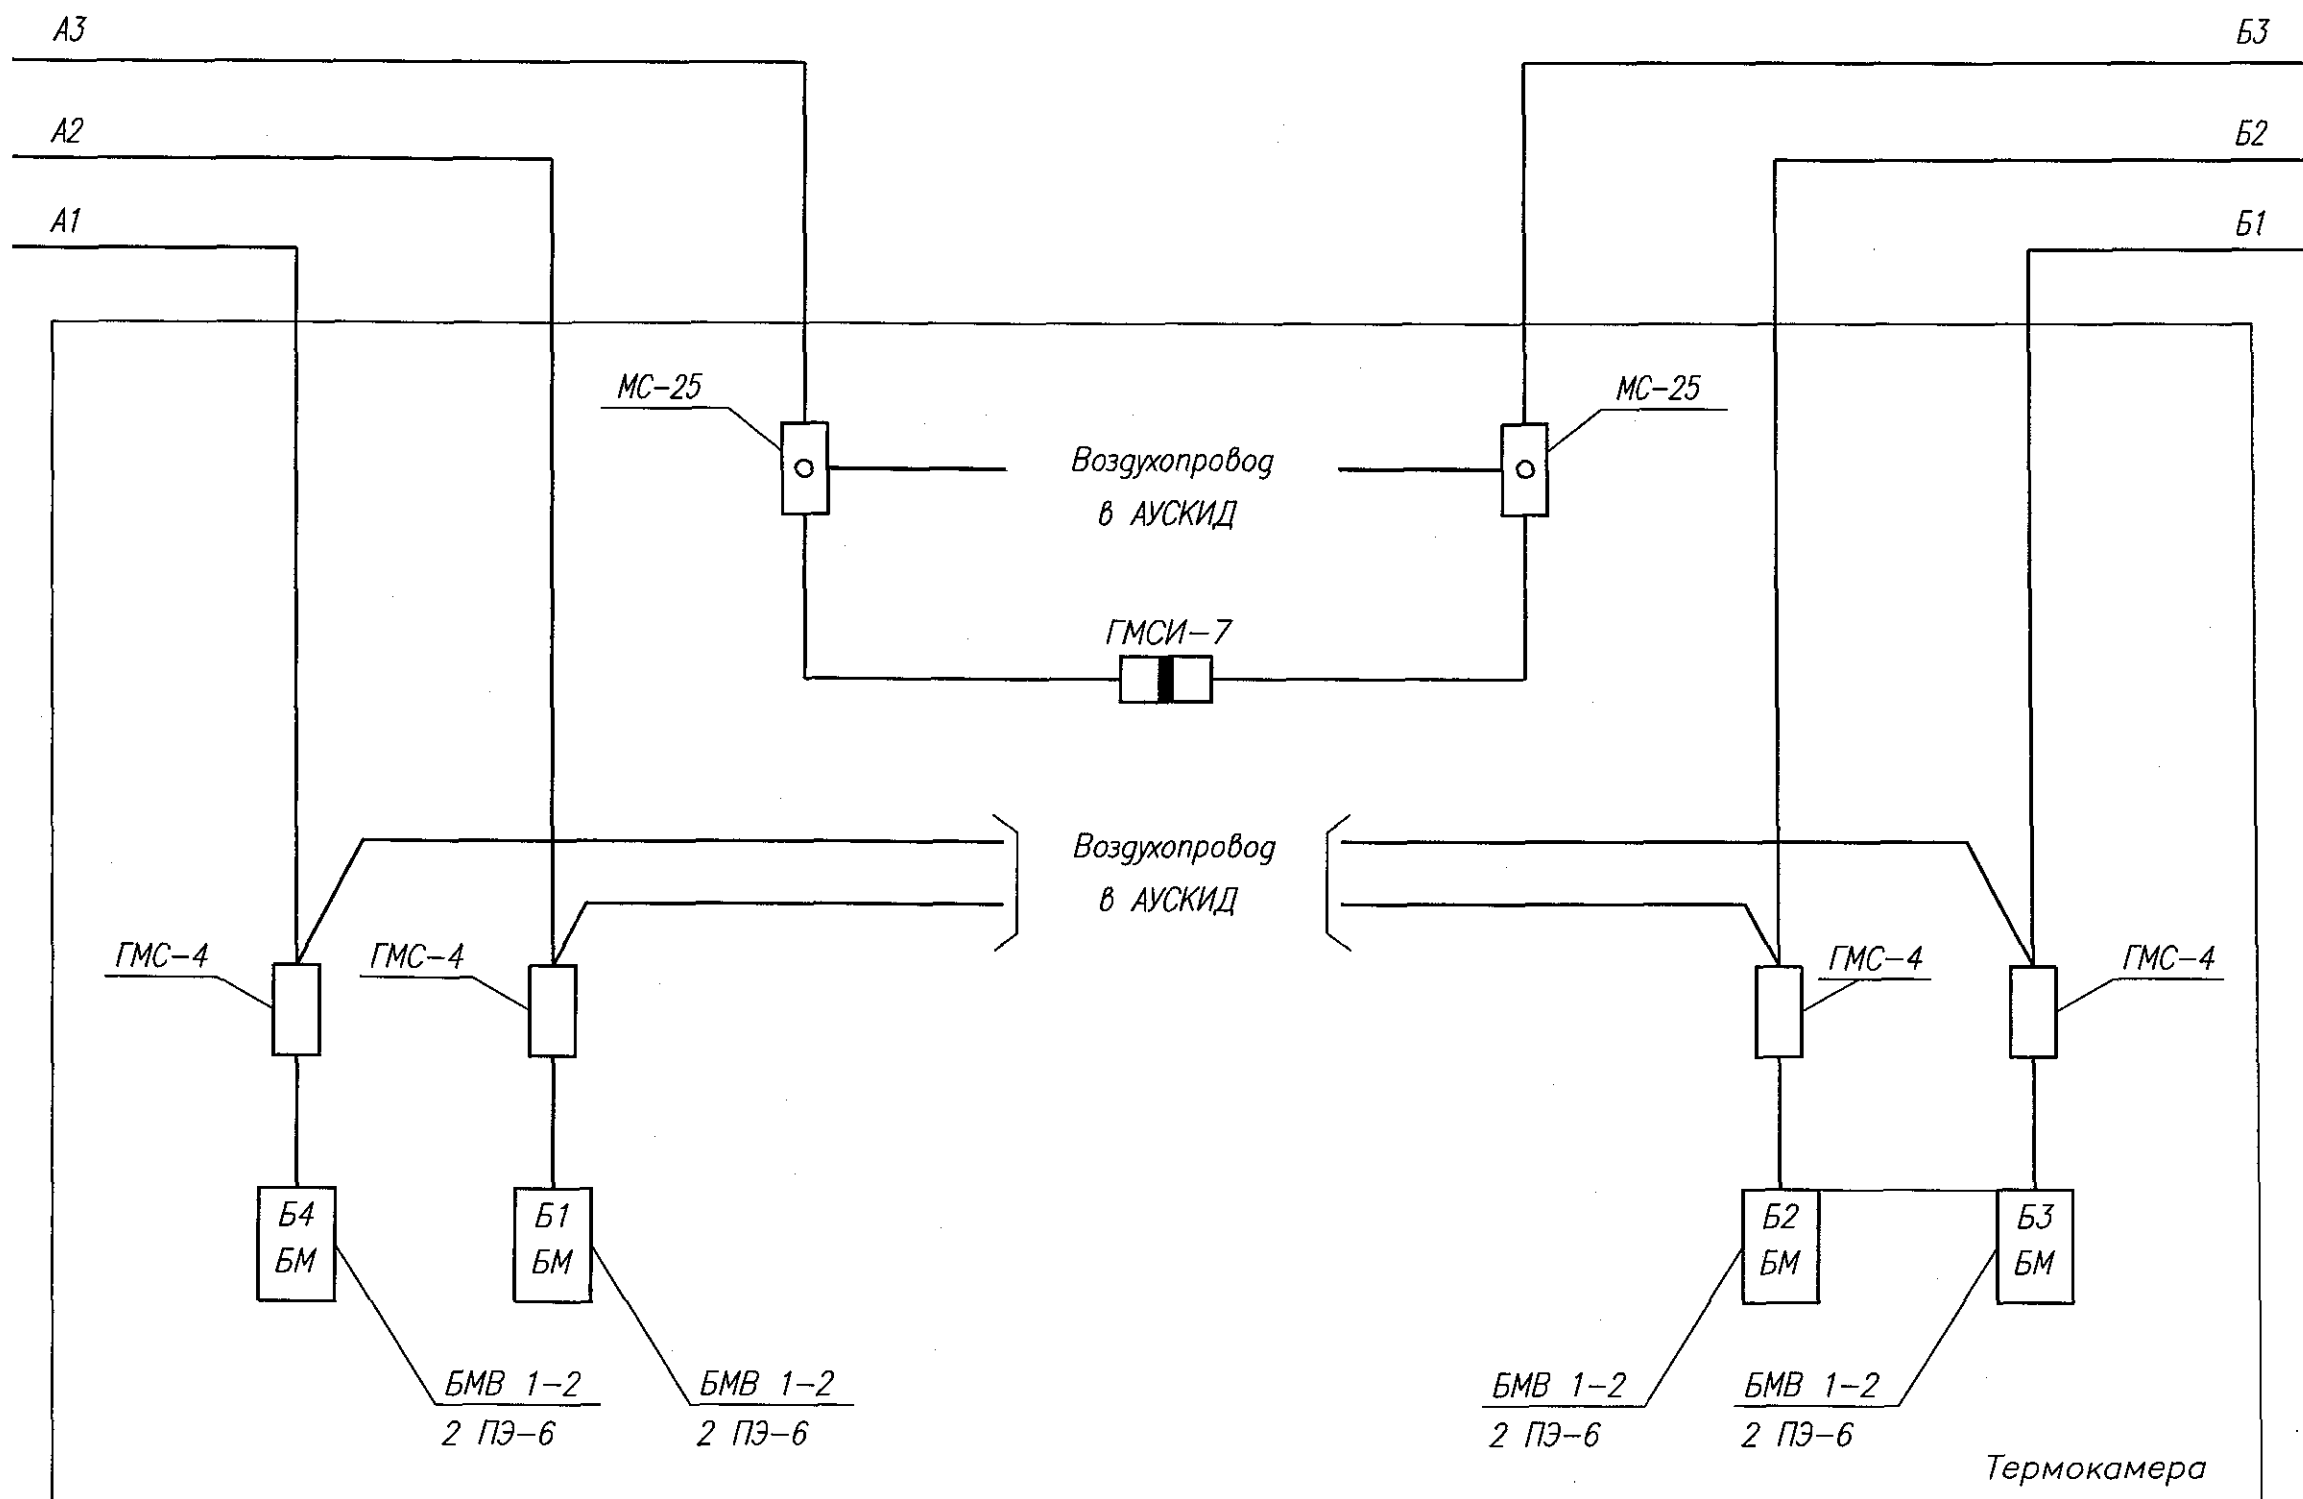 А3
Б3
А2
Б2
А1
Б1
МС-25
МС-25
Воздухопровод
в АУСКИД
ГМСИ-7
Воздухопровод
в АУСКИД
ГМС-4
ГМС-4
ГМС-4
ГМС-4
Б4
БМ
Б1
БМ
Б2
БМ
Б3
БМ
БМВ 1-2
2 ПЭ-6
БМВ 1-2
2 ПЭ-6
БМВ 1-2
2 ПЭ-6
БМВ 1-2
2 ПЭ-6
Термокамера